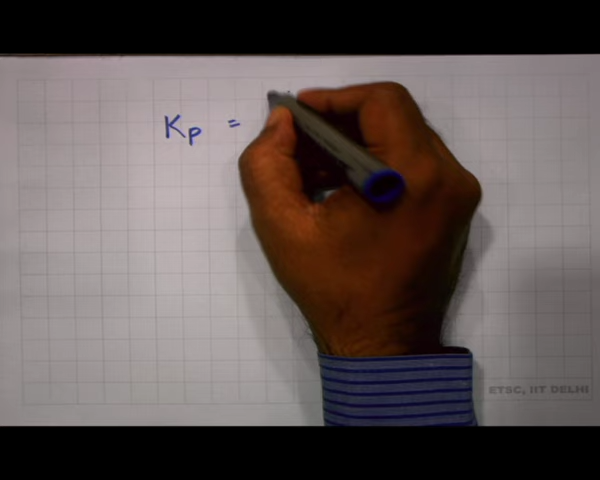 Kp =
ETSC, IIT DELHI